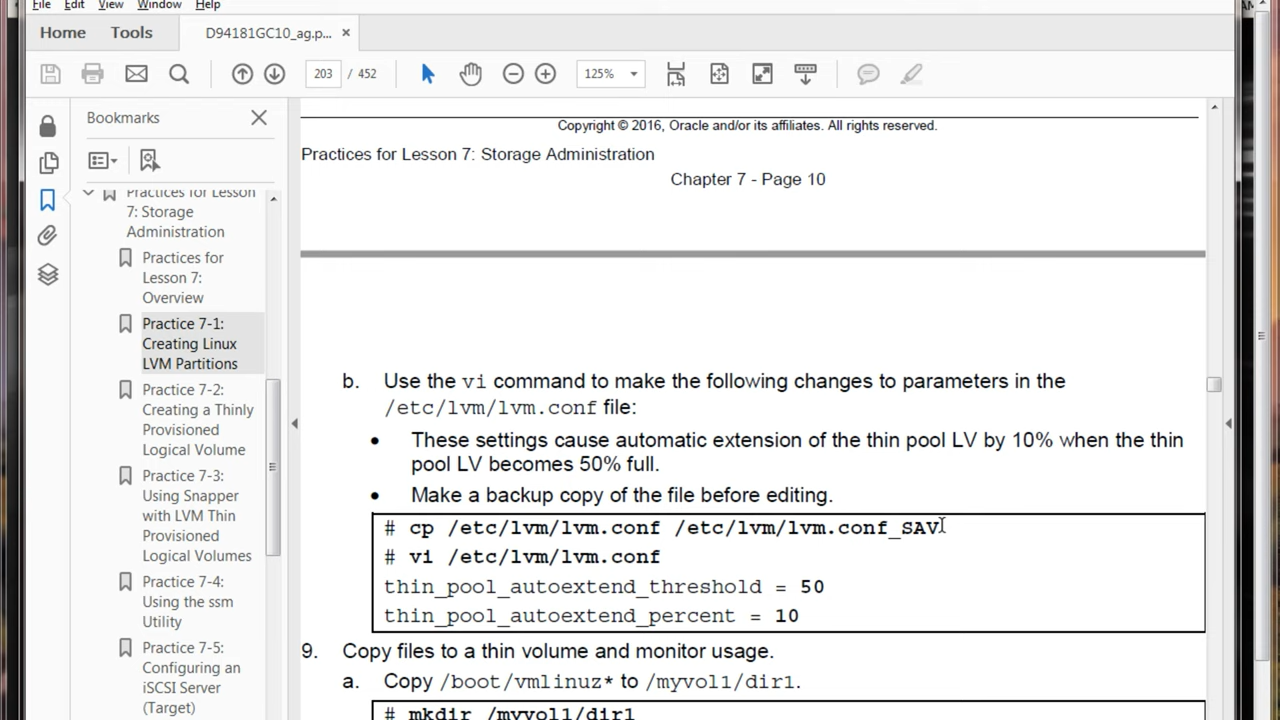 File Edit View Window Help
Home Tools D94181GC10_ag.p... ×
203 / 452 125%
Bookmarks
Practices for Lesson
7: Storage
Administration
Practices for
Lesson 7:
Overview
Practice 7-1:
Creating Linux
LVM Partitions
Practice 7-2:
Creating a Thinly
Provisioned
Logical Volume
Practice 7-3:
Using Snapper
with LVM Thin
Provisioned
Logical Volumes
Practice 7-4:
Using the ssm
Utility
Practice 7-5:
Configuring an
iSCSI Server
(Target)
Copyright © 2016, Oracle and/or its affiliates. All rights reserved.
Practices for Lesson 7: Storage Administration
Chapter 7 - Page 10
b. Use the vi command to make the following changes to parameters in the
/etc/lvm/lvm.conf file:
• These settings cause automatic extension of the thin pool LV by 10% when the thin
pool LV becomes 50% full.
• Make a backup copy of the file before editing.
# cp /etc/lvm/lvm.conf /etc/lvm/lvm.conf_SAV
# vi /etc/lvm/lvm.conf
thin_pool_autoextend_threshold = 50
thin_pool_autoextend_percent = 10
9. Copy files to a thin volume and monitor usage.
a. Copy /boot/vmlinuz* to /myvol1/dir1.
# mkdir /myvol1/dir1